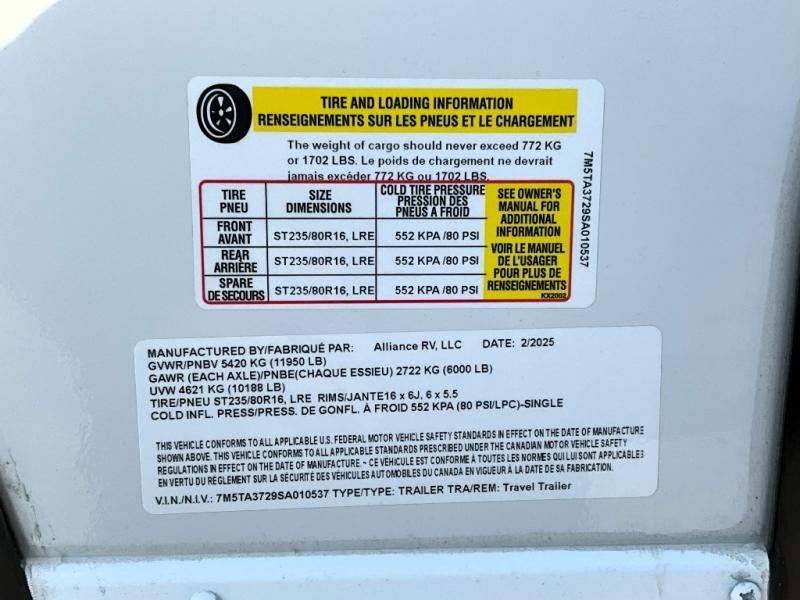 TIRE AND LOADING INFORMATION
RENSEIGNEMENTS SUR LES PNEUS ET LE CHARGEMENT
The weight of cargo should never exceed 772 KG
or 1702 LBS. Le poids de chargement ne devrait
jamais excéder 772 KG ou 1702 LBS.
TIRE
PNEU
SIZE
DIMENSIONS
COLD TIRE PRESSURE
PRESSION DES
PNEUS A FROID
SEE OWNER'S
MANUAL FOR
ADDITIONAL
INFORMATION
VOIR LE MANUEL
DE L'USAGER
POUR PLUS DE
RENSEIGNEMENTS
KX2002
FRONT
AVANT
ST235/80R16, LRE
552 KPA /80 PSI
REAR
ARRIÈRE
ST235/80R16, LRE
552 KPA /80 PSI
SPARE
DE SECOURS
ST235/80R16, LRE
552 KPA /80 PSI
7M5TA3729SA010537
MANUFACTURED BY/FABRIQUÉ PAR: Alliance RV, LLC DATE: 2/2025
GVWR/PNBV 5420 KG (11950 LB)
GAWR (EACH AXLE)/PNBE(CHAQUE ESSIEU) 2722 KG (6000 LB)
UVW 4621 KG (10188 LB)
TIRE/PNEU ST235/80R16, LRE RIMS/JANTE16 x 6J, 6 x 5.5
COLD INFL. PRESS/PRESS. DE GONFL. À FROID 552 KPA (80 PSI/LPC)-SINGLE
THIS VEHICLE CONFORMS TO ALL APPLICABLE U.S. FEDERAL MOTOR VEHICLE SAFETY STANDARDS IN EFFECT ON THE DATE OF MANUFACTURE
SHOWN ABOVE. THIS VEHICLE CONFORMS TO ALL APPLICABLE STANDARDS PRESCRIBED UNDER THE CANADIAN MOTOR VEHICLE SAFETY
REGULATIONS IN EFFECT ON THE DATE OF MANUFACTURE. ~ CE VEHICULE EST CONFORME À TOUTES LES NORMES QUI LUI SONT APPLICABLES
EN VERTU DU RÈGLEMENT SUR LA SÉCURITÉ DES VÉHICLES AUTOMOBILES DU CANADA EN VIGUEUR À LA DATE DE SA FABRICATION.
V.I.N./N.I.V.: 7M5TA3729SA010537 TYPE/TYPE: TRAILER TRA/REM: Travel Trailer